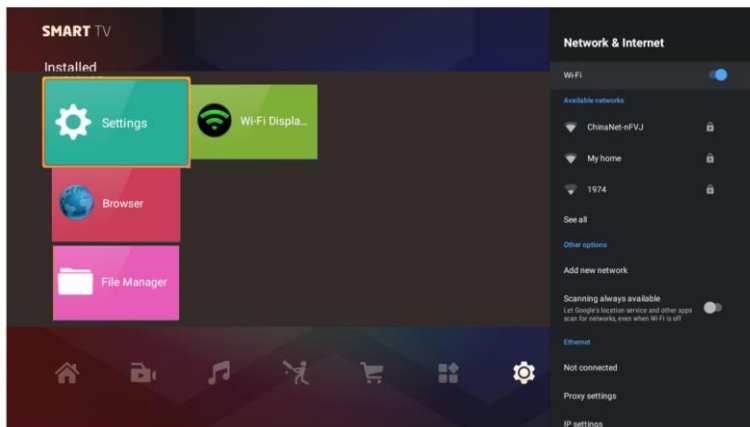 SMART TV
Installed
Settings
Wi-Fi Displa...
Browser
File Manager
Network & Internet
Wi-Fi
Available networks
ChinaNet-nFVJ
My home
1974
See all
Other options
Add new network
Scanning always available
Let Google's location service and other apps
scan for networks, even when Wi-Fi is off
Ethernet
Not connected
Proxy settings
IP settings